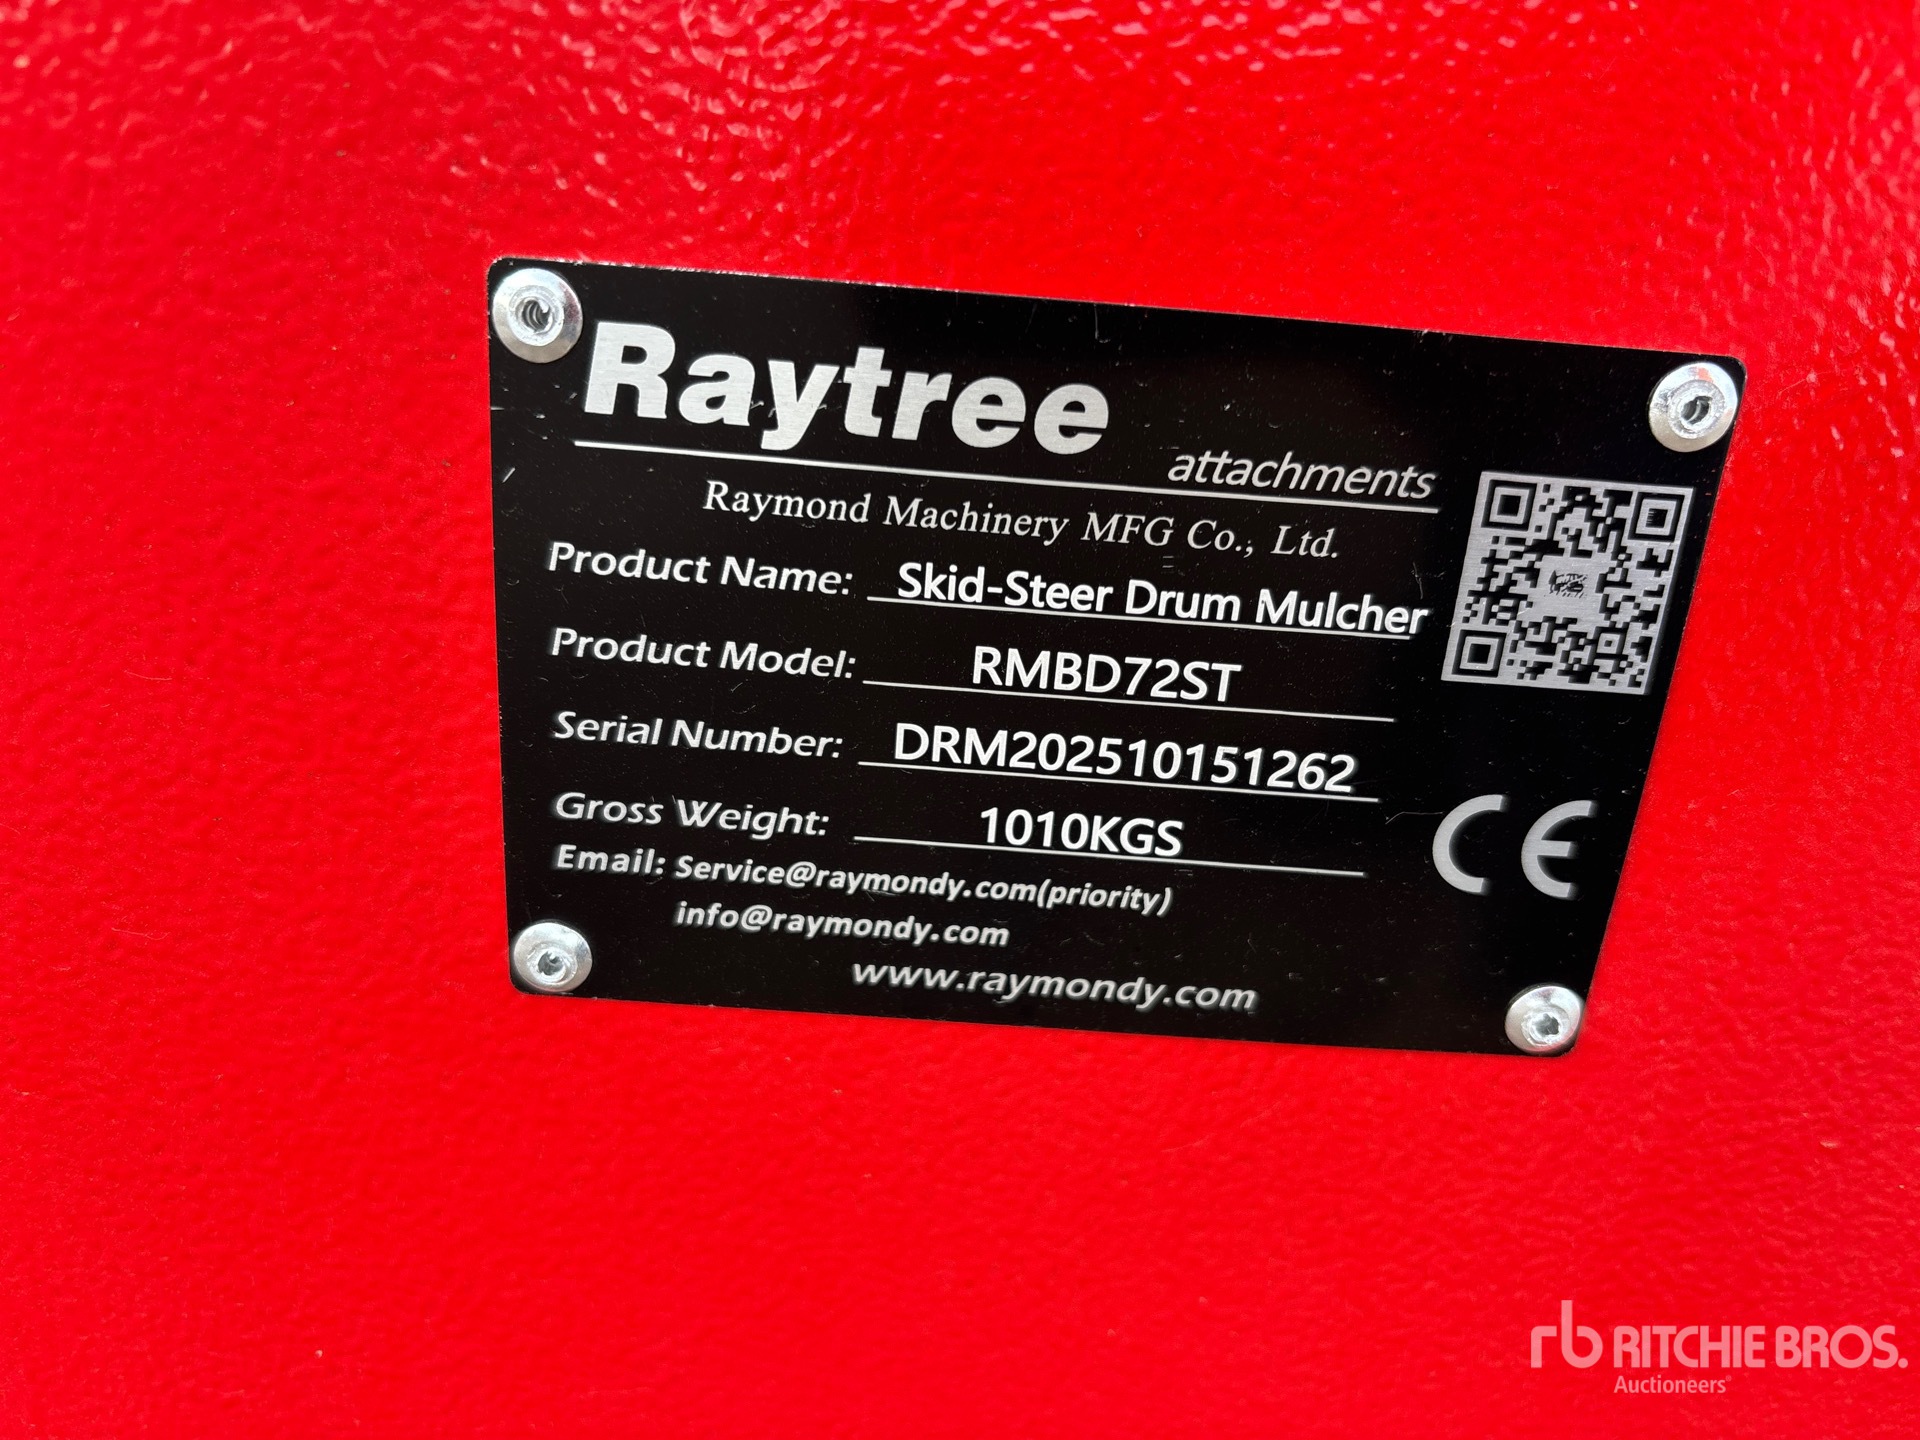 Raytree
attachments
Raymond Machinery MFG Co., Ltd.
Product Name: Skid-Steer Drum Mulcher
Product Model: RMBD72ST
Serial Number: DRM202510151262
Gross Weight: 1010KGS
Email: Service@raymondy.com(priority)
info@raymondy.com
www.raymondy.com
CE
rb RITCHIE BROS.
Auctioneers